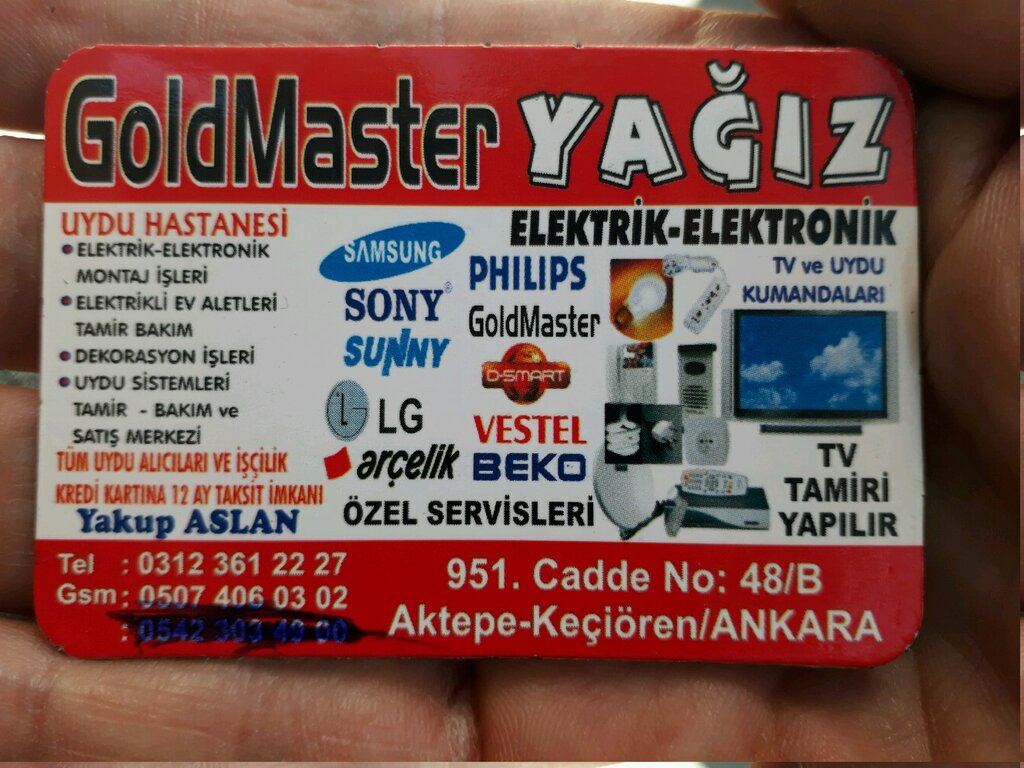 GoldMaster YAĞIZ
ELEKTRİK-ELEKTRONİK
UYDU HASTANESİ
• ELEKTRİK-ELEKTRONİK
MONTAJ İŞLERİ
• ELEKTRİKLİ EV ALETLERİ
TAMİR BAKIM
• DEKORASYON İŞLERİ
• UYDU SİSTEMLERİ
TAMİR - BAKIM ve
SATIŞ MERKEZİ
TÜM UYDU ALICILARI VE İŞÇİLİK
KREDİ KARTINA 12 AY TAKSİT İMKANI
Yakup ASLAN
SAMSUNG
SONY
SUNNY
LG
arçelik
PHILIPS
GoldMaster
D-SMART
VESTEL
BEKO
ÖZEL SERVİSLERİ
TV ve UYDU
KUMANDALARI
TV
TAMİRİ
YAPILIR
Tel : 0312 361 22 27
Gsm : 0507 406 03 02
951. Cadde No: 48/B
Aktepe-Keçiören/ANKARA